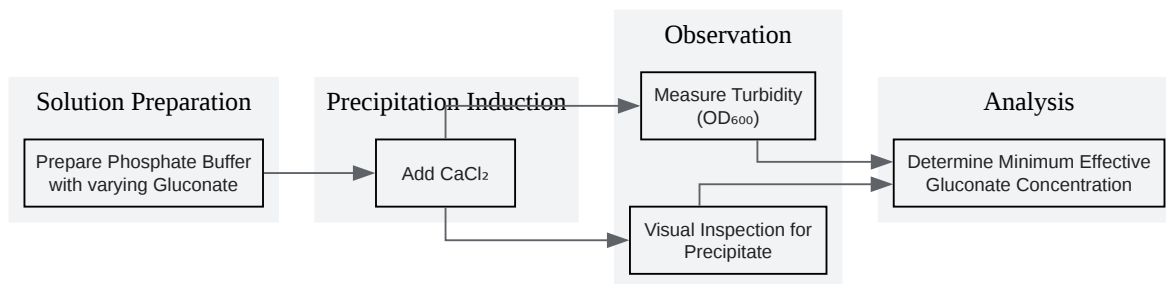 Solution Preparation
Prepare Phosphate Buffer
with varying Gluconate
Precipitation Induction
Add CaCl₂
Observation
Measure Turbidity
(OD₆₀₀)
Visual Inspection for
Precipitate
Analysis
Determine Minimum Effective
Gluconate Concentration